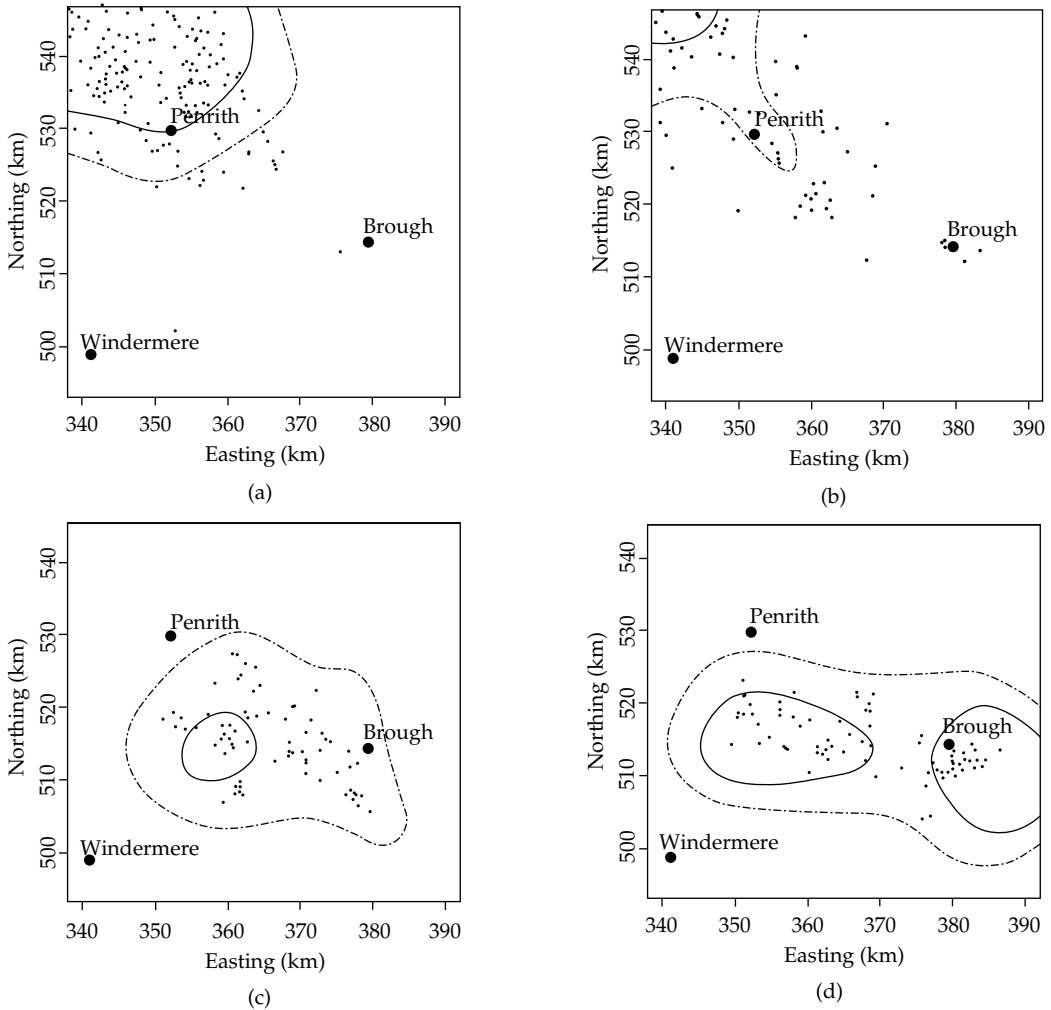 540
530
520
510
500
Northing (km)
Penrith
Brough
Windermere
340 350 360 370 380 390
Easting (km)
(a)
540
530
520
510
500
Northing (km)
Penrith
Brough
Windermere
340 350 360 370 380 390
Easting (km)
(b)
540
530
520
510
500
Northing (km)
Penrith
Brough
Windermere
340 350 360 370 380 390
Easting (km)
(c)
540
530
520
510
500
Northing (km)
Penrith
Brough
Windermere
340 350 360 370 380 390
Easting (km)
(d)